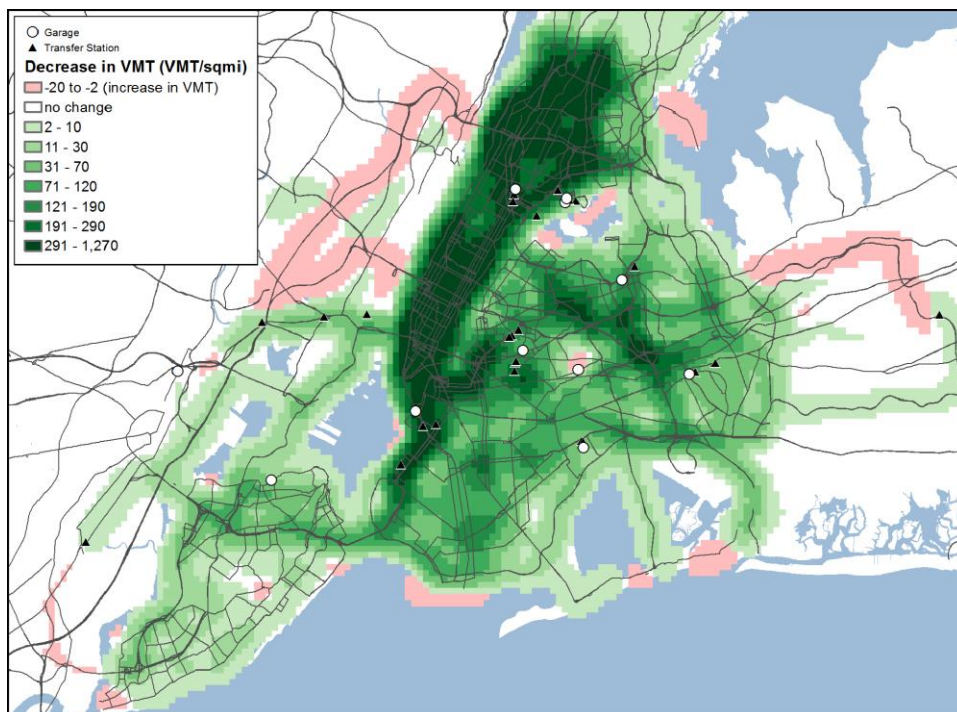 Garage
Transfer Station
Decrease in VMT (VMT/sqmi)
-20 to -2 (increase in VMT)
no change
2 - 10
11 - 30
31 - 70
71 - 120
121 - 190
191 - 290
291 - 1,270